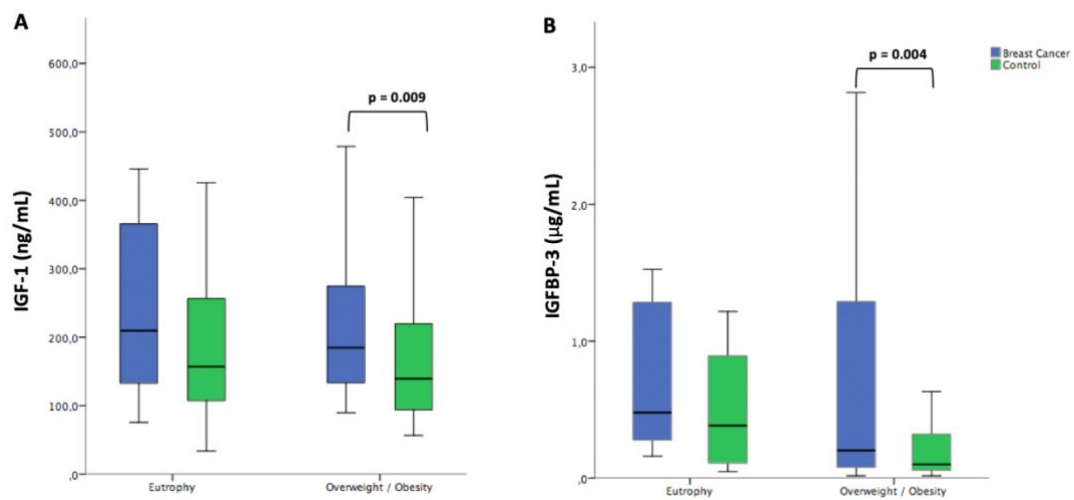 A
IGF-1 (ng/mL)
600,0
500,0
400,0
300,0
200,0
100,0
,0
p = 0.009
Eutrophy
Overweight / Obesity
B
IGFBP-3 (μg/mL)
3,0
2,0
1,0
,0
p = 0.004
Breast Cancer
Control
Eutrophy
Overweight / Obesity